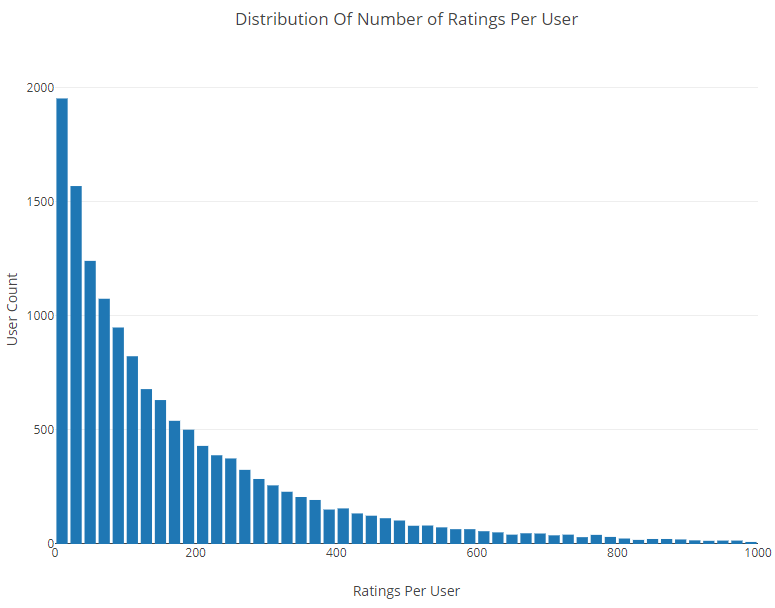 Distribution Of Number of Ratings Per User
2000
1500
1000
500
0
User Count
0 200 400 600 800 1000
Ratings Per User